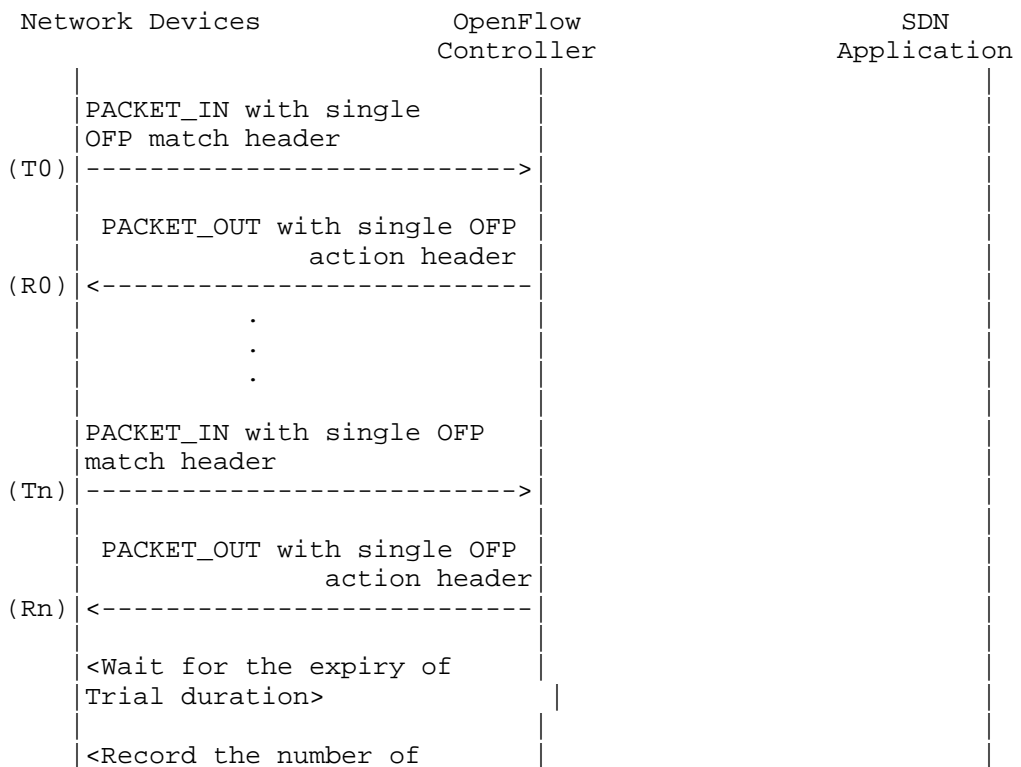 Network Devices            OpenFlow                    SDN
                          Controller               Application
    |                            |                           |
    |PACKET_IN with single       |                           |
    |OFP match header            |                           |
(T0)|--------------------------->|                           |
    |                            |                           |
    | PACKET_OUT with single OFP |                           |
    |              action header |                           |
(R0)|<---------------------------|                           |
    |          .                 |                           |
    |          .                 |                           |
    |          .                 |                           |
    |                            |                           |
    |PACKET_IN with single OFP   |                           |
    |match header                |                           |
(Tn)|--------------------------->|                           |
    |                            |                           |
    | PACKET_OUT with single OFP |                           |
    |               action header|                           |
(Rn)|<---------------------------|                           |
    |                            |                           |
    |<Wait for the expiry of     |                           |
    |Trial duration>              |                          |
    |                            |                           |
    |<Record the number of       |                           |